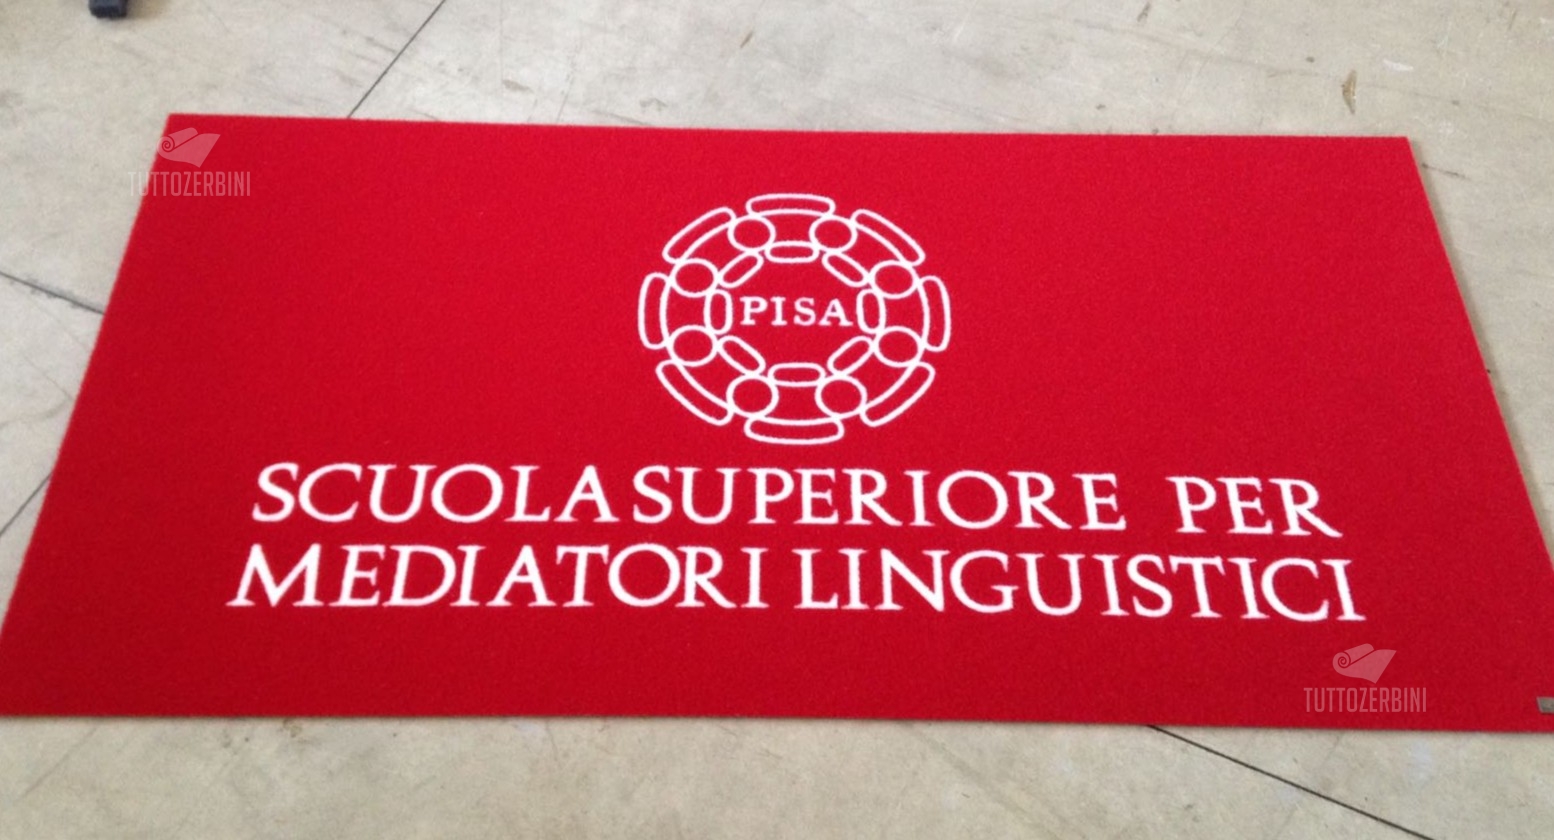 TUTTOZERBINI
PISA
SCUOLA SUPERIORE PER
MEDIATORI LINGUISTICI
TUTTOZERBINI